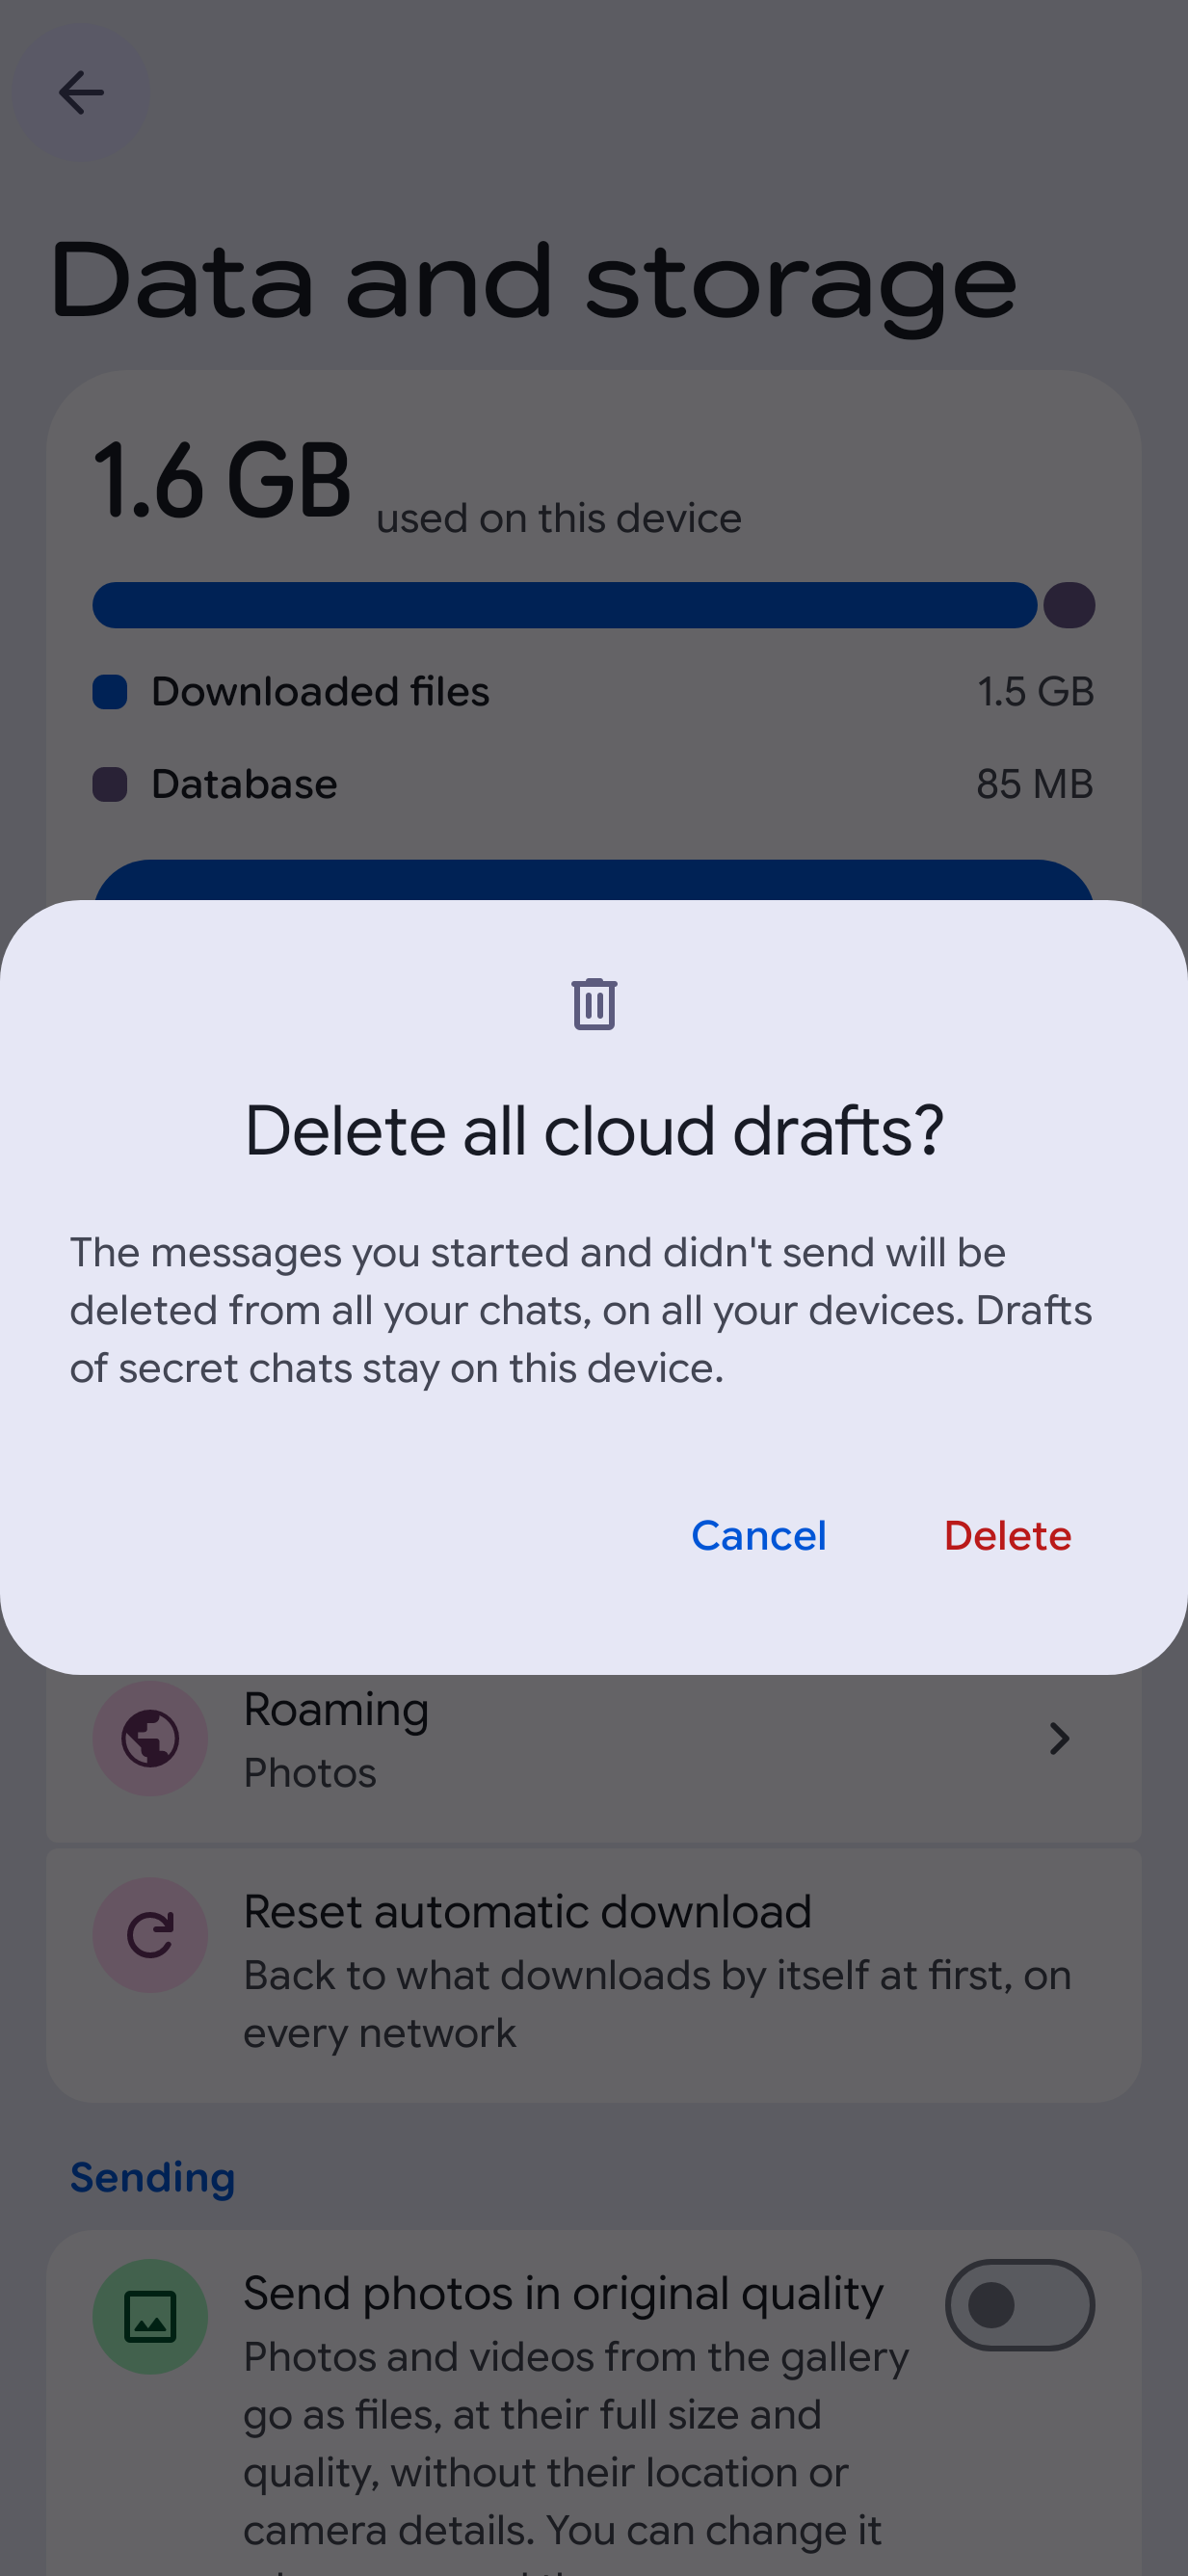 Data and storage
1.6 GB used on this device
Downloaded files 1.5 GB
Database 85 MB
Delete all cloud drafts?
The messages you started and didn't send will be
deleted from all your chats, on all your devices. Drafts
of secret chats stay on this device.
Cancel Delete
Roaming
Photos
Reset automatic download
Back to what downloads by itself at first, on
every network
Sending
Send photos in original quality
Photos and videos from the gallery
go as files, at their full size and
quality, without their location or
camera details. You can change it